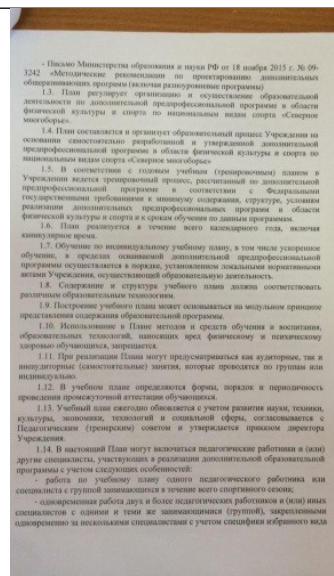 - Письмо Министерства образования и науки РФ от 18 ноября 2015 г. № 09-
3242 «Методические рекомендации по проектированию дополнительных
общеразвивающих программ (включая разноуровневые программы)
1.3. План регулирует организацию и осуществление образовательной
деятельности по дополнительной предпрофессиональной программе в области
физической культуры и спорта по национальным видам спорта «Северное
многоборье».
1.4. План составляется и организует образовательный процесс Учреждения на
основании самостоятельно разработанной и утвержденной дополнительной
предпрофессиональной программе в области физической культуры и спорта по
национальным видам спорта «Северное многоборье»
1.5. В соответствии с годовым учебным (тренировочным) планом в
Учреждении ведется тренировочный процесс, рассчитанный по дополнительной
предпрофессиональной программе в соответствии с Федеральными
государственными требованиями к минимуму содержания, структуре, условиям
реализации дополнительных предпрофессиональных программ в области
физической культуры и спорта и к срокам обучения по данным программам.
1.6. План реализуется в течение всего календарного года, включая
каникулярное время.
1.7. Обучение по индивидуальному учебному плану, в том числе ускоренное
обучение, в пределах осваиваемой дополнительной предпрофессиональной
программы осуществляется в порядке, установленном локальными нормативными
актами Учреждения, осуществляющей образовательную деятельность.
1.8. Содержание и структура учебного плана должна соответствовать
различным образовательным технологиям.
1.9. Построение учебного плана может основываться на модульном принципе
представления содержания образовательной программы.
1.10. Использование в Плане методов и средств обучения и воспитания,
образовательных технологий, наносящих вред физическому и психическому
здоровью обучающихся, запрещается.
1.11. При реализации Плана могут предусматриваться как аудиторные, так и
внеаудиторные (самостоятельные) занятия, которые проводятся по группам или
индивидуально.
1.12. В учебном плане определяются формы, порядок и периодичность
проведения промежуточной аттестации обучающихся.
1.13. Учебный план ежегодно обновляется с учетом развития науки, техники,
культуры, экономики, технологий и социальной сферы, согласовывается с
Педагогическим (тренерским) советом и утверждается приказом директора
Учреждения.
1.14. В настоящий План могут включаться педагогические работники и (или)
другие специалисты, участвующих в реализации дополнительной образовательной
программы с учетом следующих особенностей:
- работа по учебному плану одного педагогического работника или
специалиста с группой занимающихся в течение всего спортивного сезона;
- одновременная работа двух и более педагогических работников и (или) иных
специалистов с одними и теми же занимающимися (группой), закрепленными
одновременно за несколькими специалистами с учетом специфики избранного вида